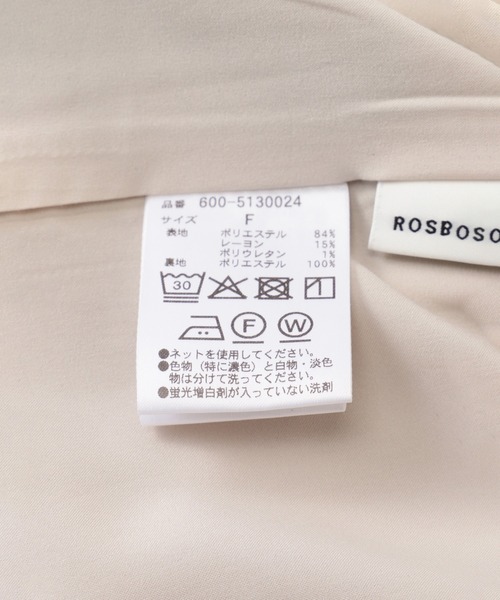 品番 600-5130024
サイズ F
表地 ポリエステル 84%
レーヨン 15%
ポリウレタン 1%
裏地 ポリエステル 100%
30
F W
●ネットを使用してください。
●色物(特に濃色)と白物・淡色
物は分けて洗ってください。
●蛍光増白剤が入っていない洗剤
ROSBOSO